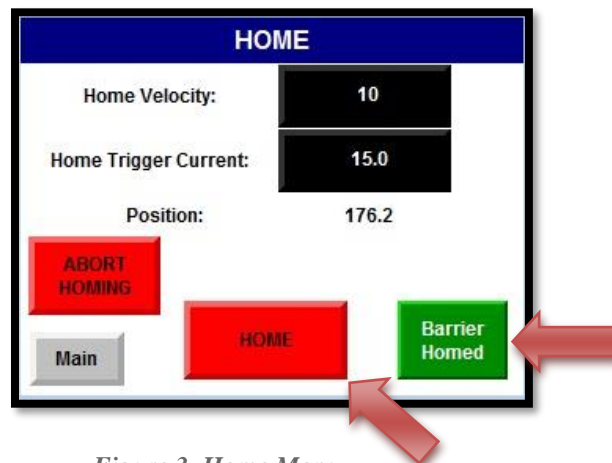 HOME
Home Velocity: 10
Home Trigger Current: 15.0
Position: 176.2
ABORT
HOMING
HOME
Barrier
Homed
Main